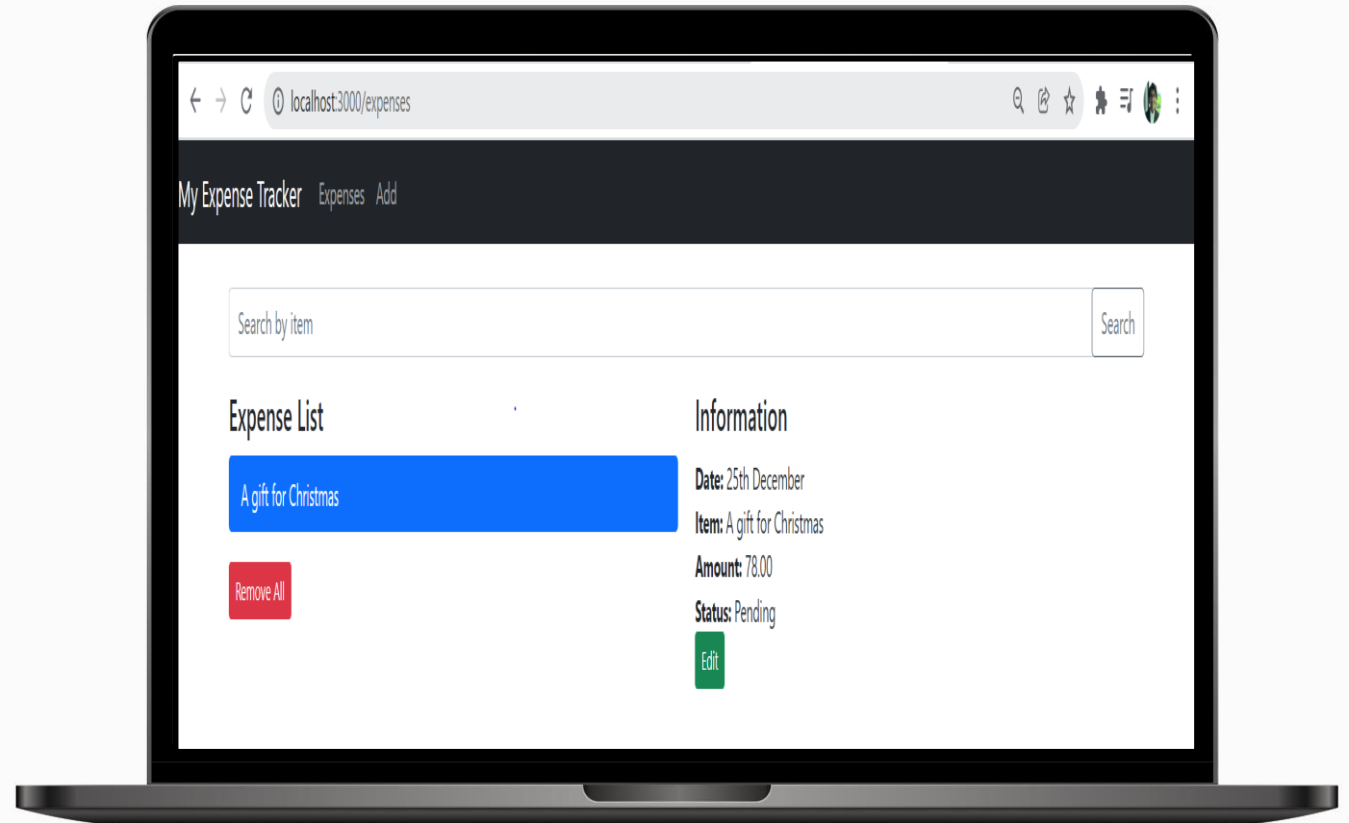 localhost:3000/expenses
My Expense Tracker Expenses Add
Search by item Search
Expense List
A gift for Christmas
Remove All
Information
Date: 25th December
Item: A gift for Christmas
Amount: 78.00
Status: Pending
Edit